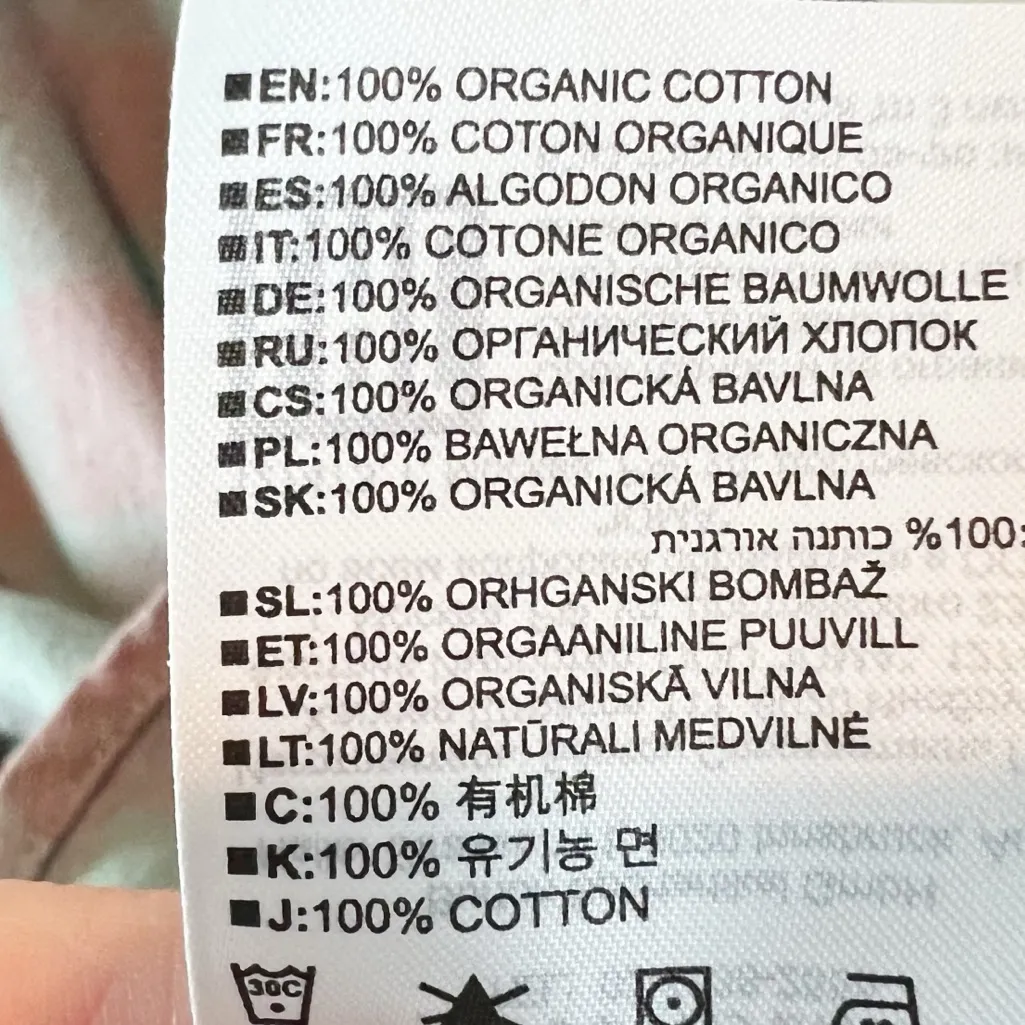 EN:100% ORGANIC COTTON
FR:100% COTON ORGANIQUE
ES:100% ALGODON ORGANICO
IT:100% COTONE ORGANICO
DE:100% ORGANISCHE BAUMWOLLE
RU:100% ОРГАНИЧЕСКИЙ ХЛОПОК
CS:100% ORGANICKÁ BAVLNA
PL:100% BAWEŁNA ORGANICZNA
SK:100% ORGANICKÁ BAVLNA
:100% כותנה אורגנית
SL:100% ORHGANSKI BOMBAŽ
ET:100% ORGAANILINE PUUVILL
LV:100% ORGANISKĀ VILNA
LT:100% NATŪRALI MEDVILNĖ
C:100% 有机棉
K:100% 유기농 면
J:100% COTTON
30C